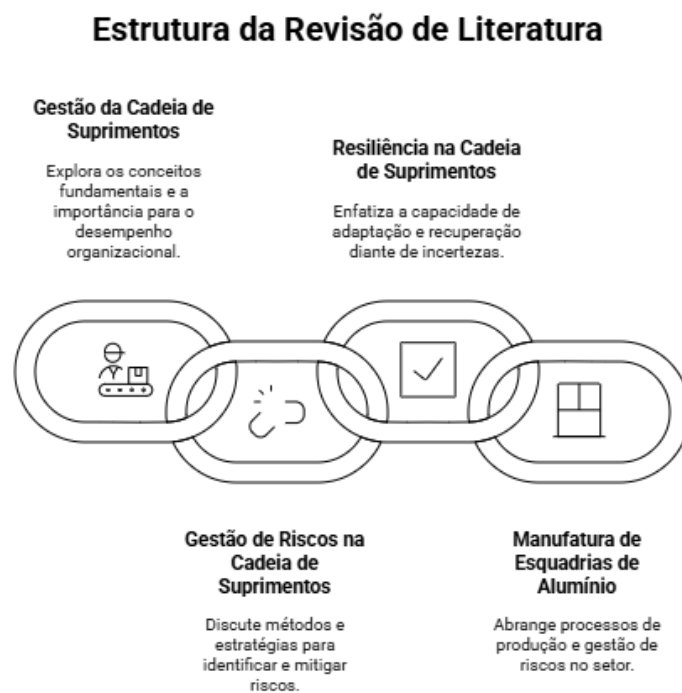 Estrutura da Revisão de Literatura
Gestão da Cadeia de
Suprimentos
Explora os conceitos
fundamentais e a
importância para o
desempenho
organizacional.
Resiliência na Cadeia
de Suprimentos
Enfatiza a capacidade de
adaptação e recuperação
diante de incertezas.
Gestão de Riscos na
Cadeia de
Suprimentos
Discute métodos e
estratégias para
identificar e mitigar
riscos.
Manufatura de
Esquadrias de
Alumínio
Abrange processos de
produção e gestão de
riscos no setor.